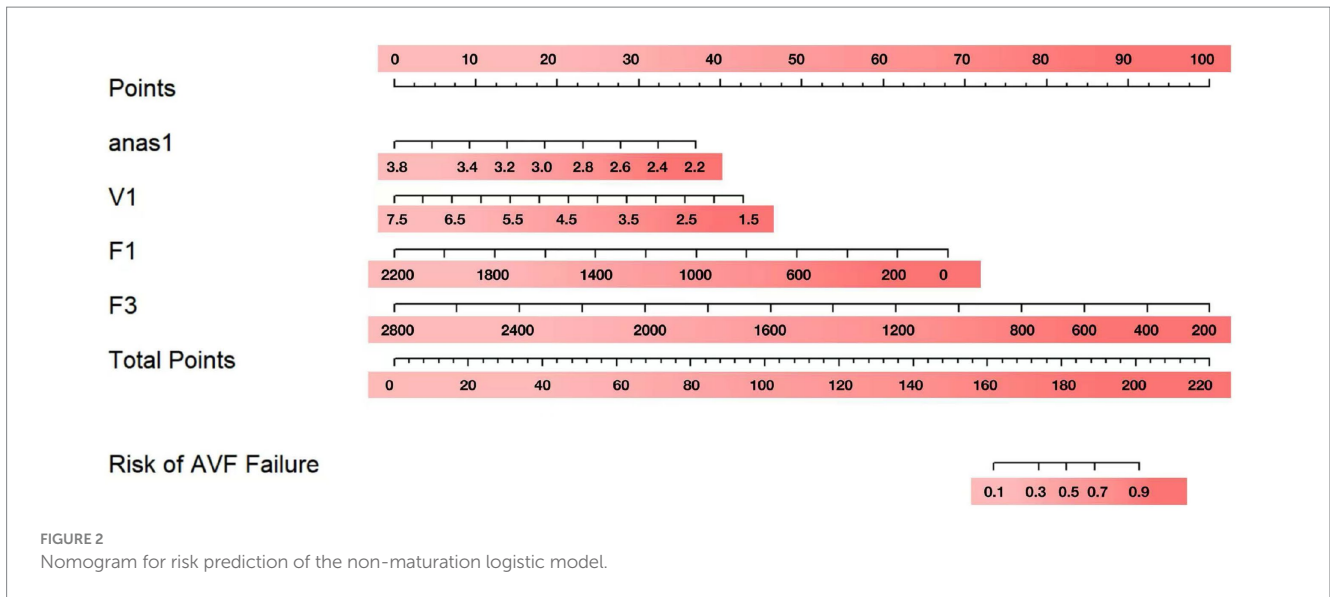 0 10 20 30 40 50 60 70 80 90 100
Points
anas1
3.8 3.4 3.2 3.0 2.8 2.6 2.4 2.2
V1
7.5 6.5 5.5 4.5 3.5 2.5 1.5
F1
2200 1800 1400 1000 600 200 0
F3
2800 2400 2000 1600 1200 800 600 400 200
Total Points
0 20 40 60 80 100 120 140 160 180 200 220
Risk of AVF Failure
0.1 0.3 0.5 0.7 0.9
FIGURE 2
Nomogram for risk prediction of the non-maturation logistic model.